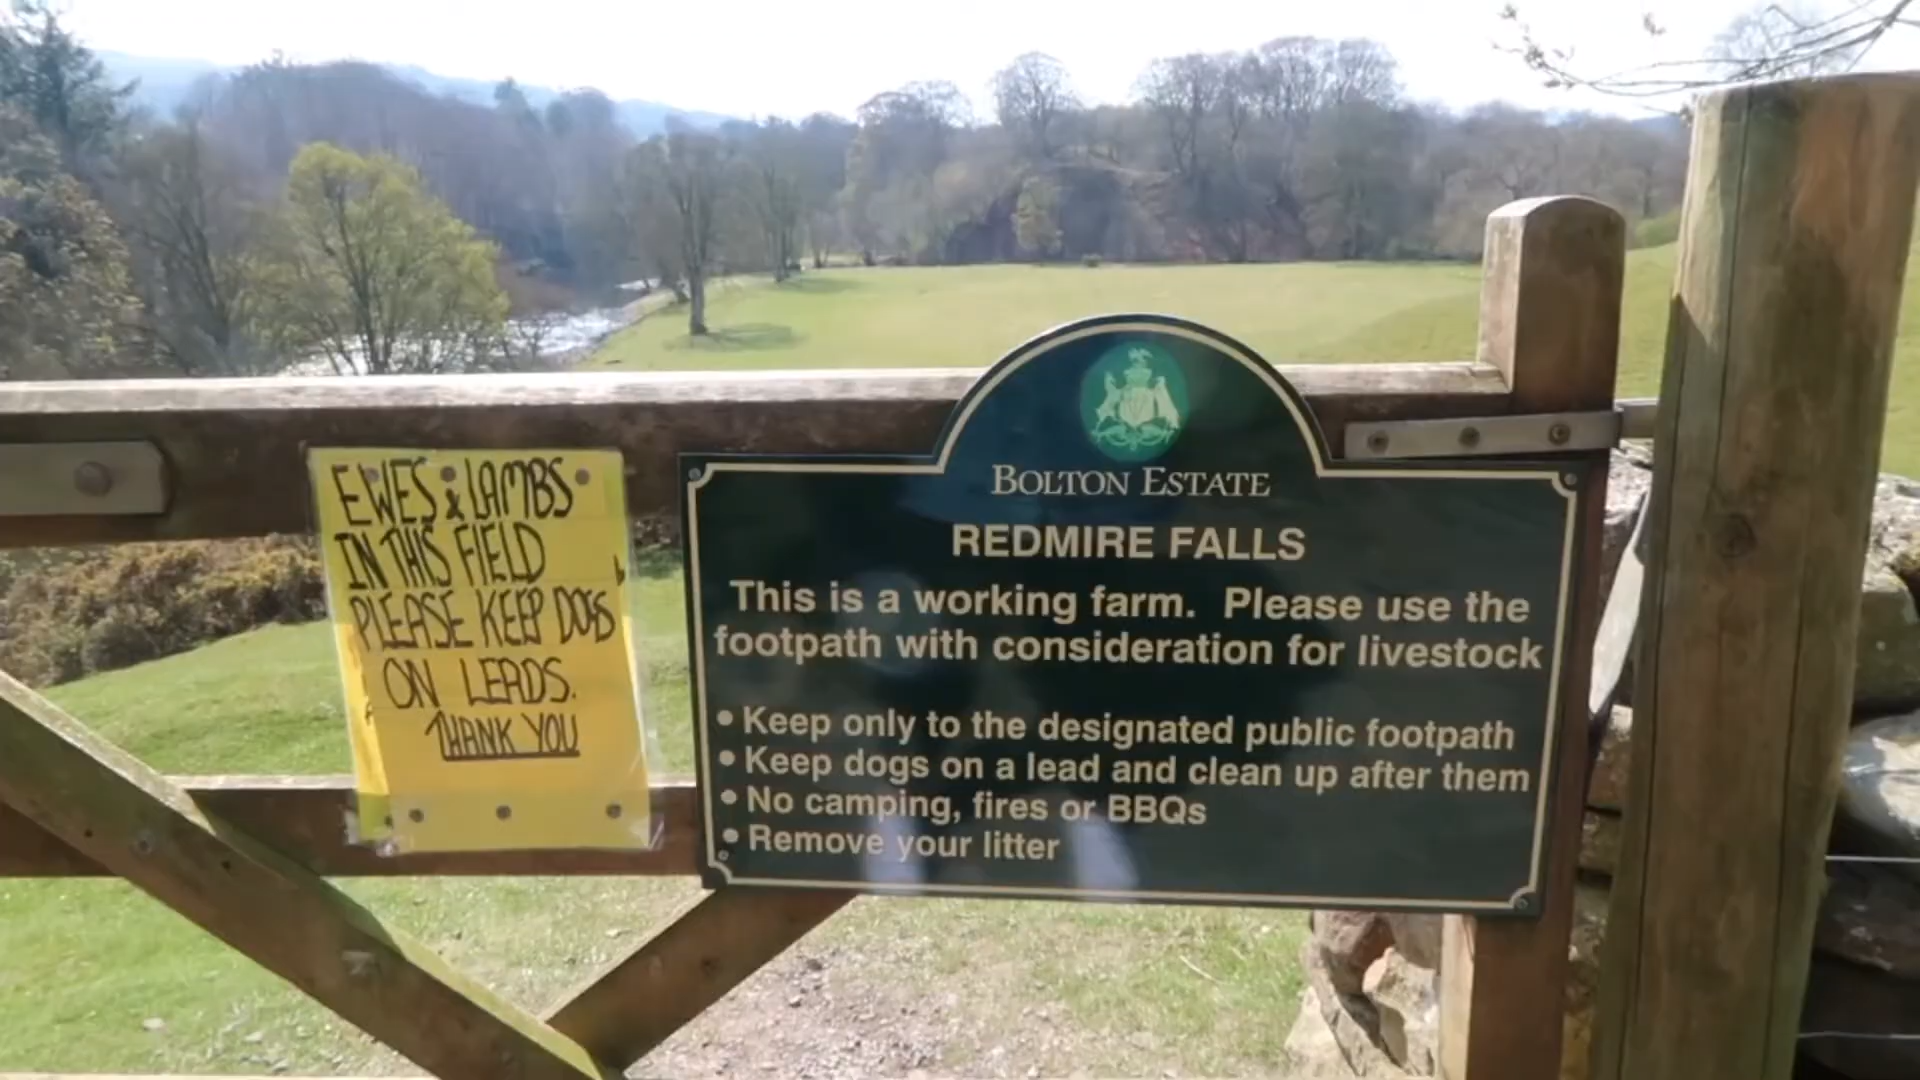 EWES & LAMBS
IN THIS FIELD
PLEASE KEEP DOGS
ON LEADS.
THANK YOU
BOLTON ESTATE
REDMIRE FALLS
This is a working farm. Please use the
footpath with consideration for livestock
• Keep only to the designated public footpath
• Keep dogs on a lead and clean up after them
• No camping, fires or BBQs
• Remove your litter